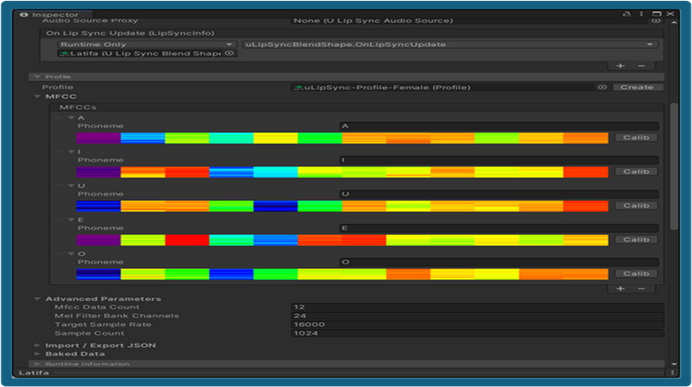 Inspector
Audio Source Proxy None (U Lip Sync Audio Source)
On Lip Sync Update (LipSyncInfo)
Runtime Only uLipSyncBlendShape.OnLipSyncUpdate
Latifa (U Lip Sync Blend Shape
+ −
Profile
Profile uLipSync-Profile-Female (Profile) Create
MFCC
MFCCs
A
Phoneme A
Calib
I
Phoneme I
Calib
U
Phoneme U
Calib
E
Phoneme E
Calib
O
Phoneme O
Calib
+ −
Advanced Parameters
Mfcc Data Count 12
Mel Filter Bank Channels 24
Target Sample Rate 16000
Sample Count 1024
Import / Export JSON
Baked Data
Runtime Information
Latifa